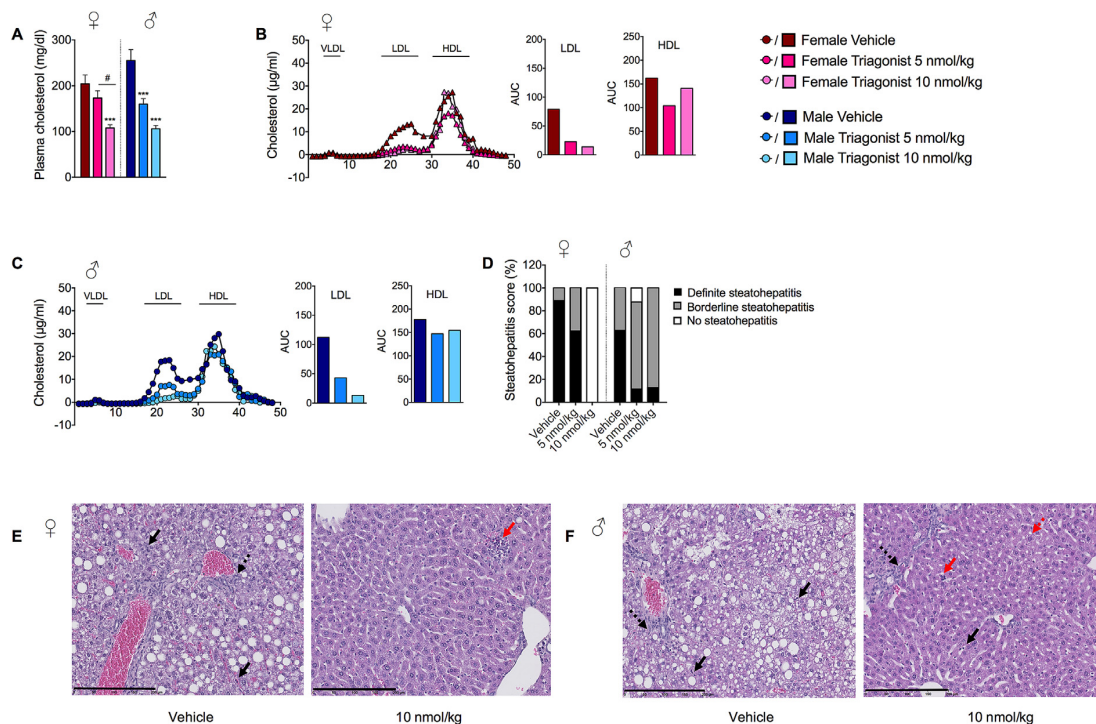 ♀ ♂
A
300
200
100
0
Plasma cholesterol (mg/dl)
#
***
***
***
B
♀
VLDL LDL HDL
50
40
30
20
10
0
-10
Cholesterol (µg/ml)
10 20 30 40 50
LDL
AUC
250
200
150
100
50
0
HDL
AUC
250
200
150
100
50
0
/ Female Vehicle
/ Female Triagonist 5 nmol/kg
/ Female Triagonist 10 nmol/kg
/ Male Vehicle
/ Male Triagonist 5 nmol/kg
/ Male Triagonist 10 nmol/kg
C
♂
VLDL LDL HDL
50
40
30
20
10
0
-10
Cholesterol (µg/ml)
10 20 30 40 50
LDL
AUC
250
200
150
100
50
0
HDL
AUC
250
200
150
100
50
0
D
♀ ♂
120
100
80
60
40
20
0
Steatohepatitis score (%)
Vehicle
5 nmol/kg
10 nmol/kg
Vehicle
5 nmol/kg
10 nmol/kg
Definite steatohepatitis
Borderline steatohepatitis
No steatohepatitis
E ♀
Vehicle 10 nmol/kg
F ♂
Vehicle 10 nmol/kg